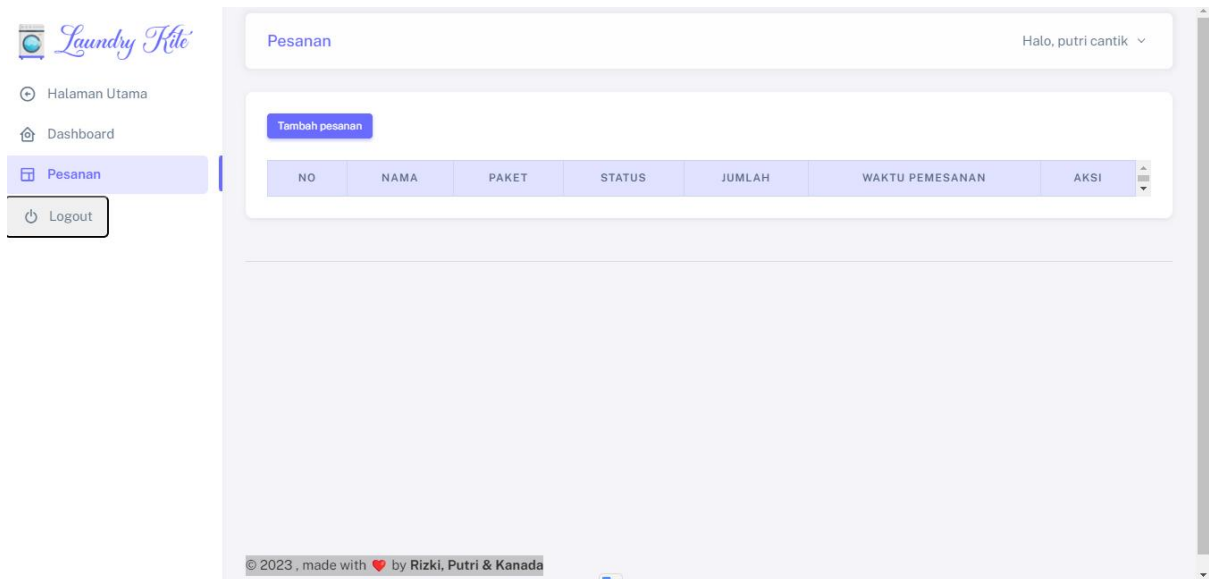 Laundry Kite'
Pesanan
Halo, putri cantik
Halaman Utama
Dashboard
Pesanan
Logout
Tambah pesanan
NO NAMA PAKET STATUS JUMLAH WAKTU PEMESANAN AKSI
© 2023 , made with ❤️ by Rizki, Putri & Kanada